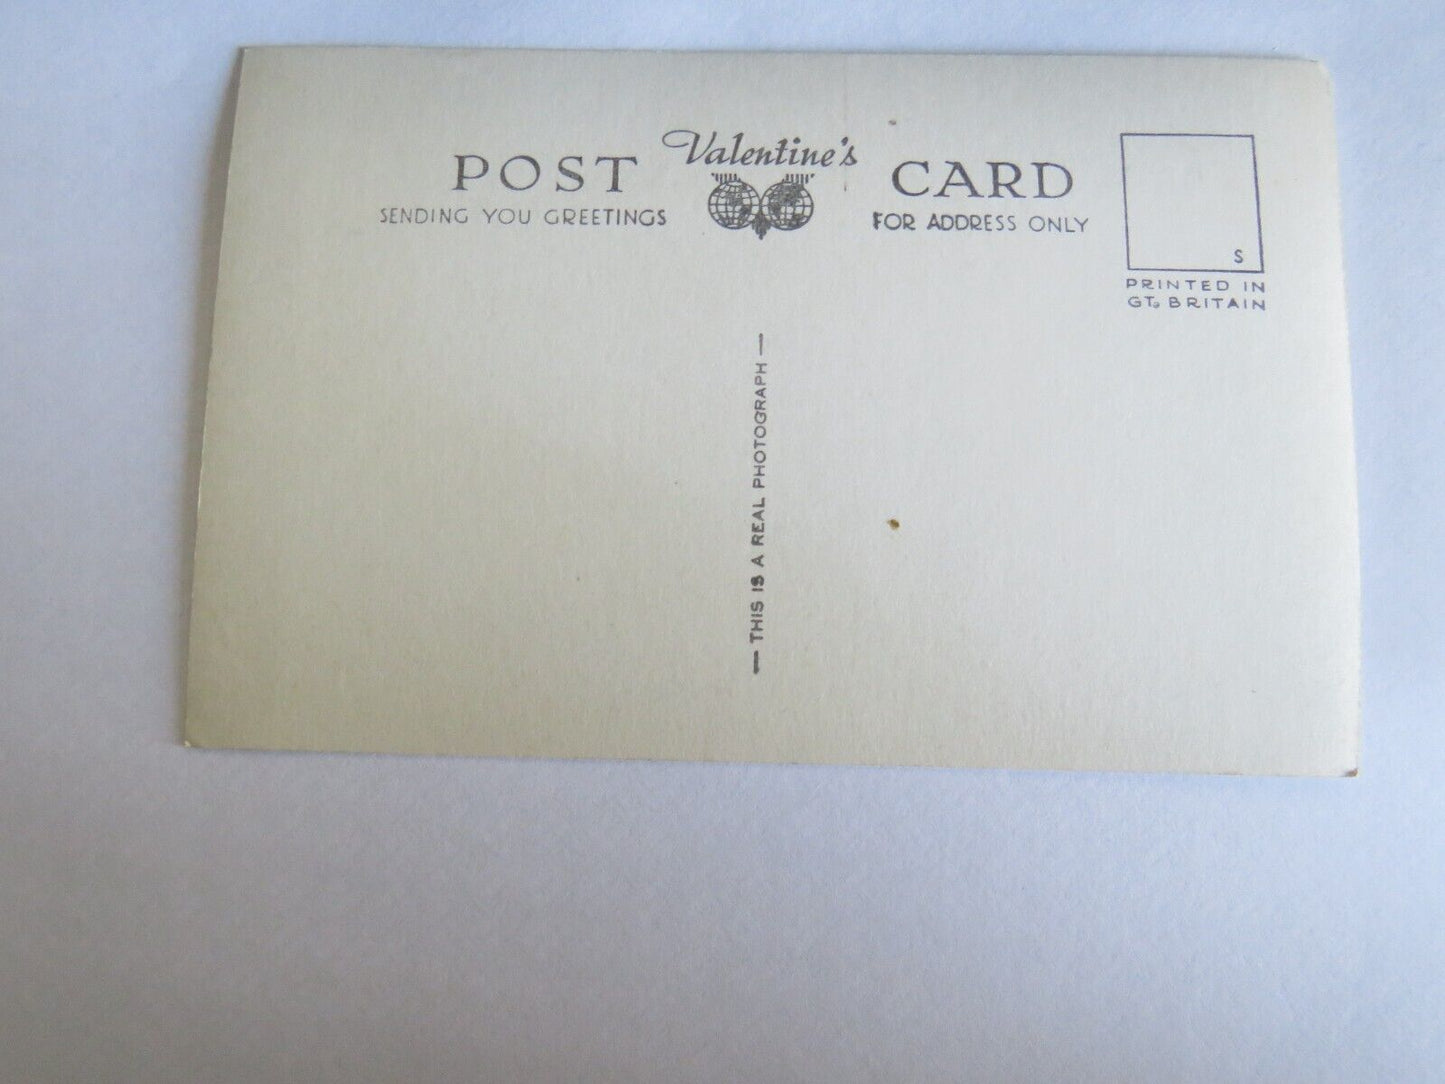 POST Valentine's CARD
SENDING YOU GREETINGS FOR ADDRESS ONLY
S
PRINTED IN
GT. BRITAIN
— THIS IS A REAL PHOTOGRAPH —